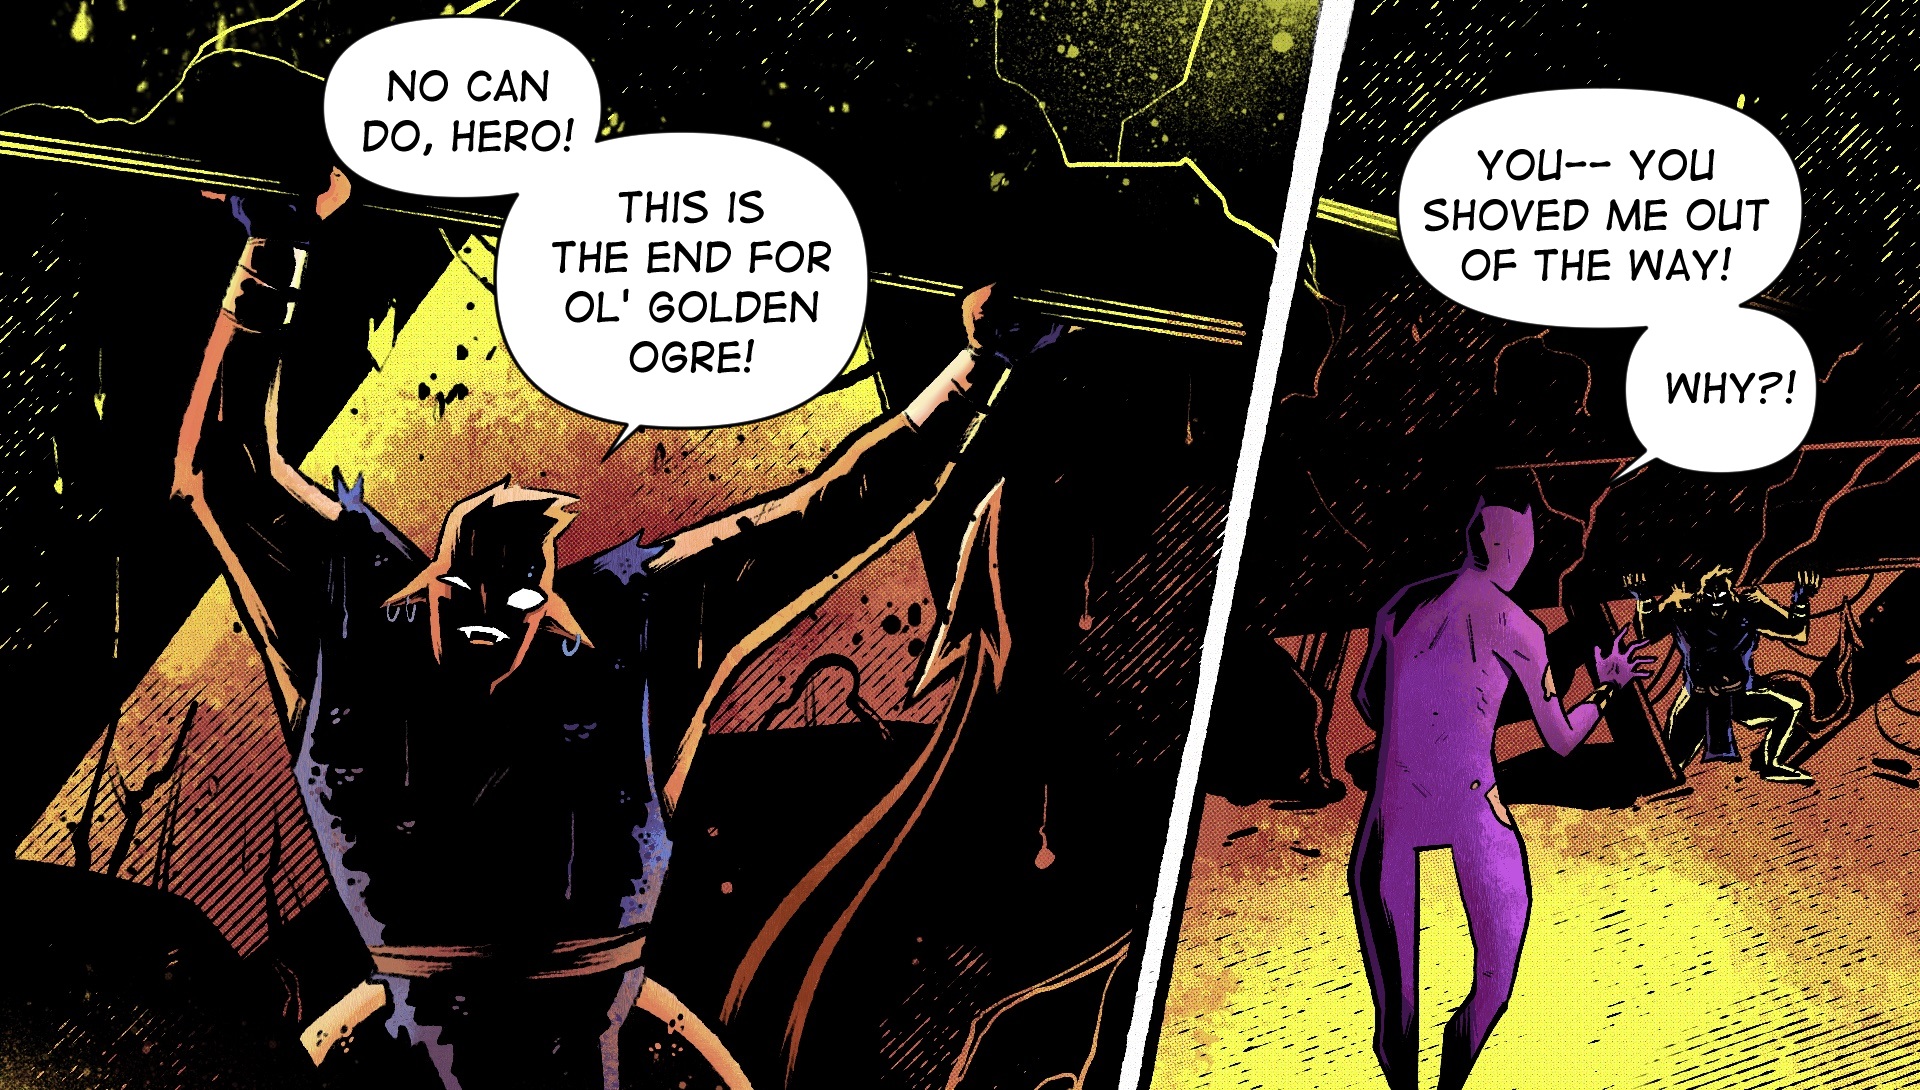 NO CAN
DO, HERO!
THIS IS
THE END FOR
OL' GOLDEN
OGRE!
YOU-- YOU
SHOVED ME OUT
OF THE WAY!
WHY?!